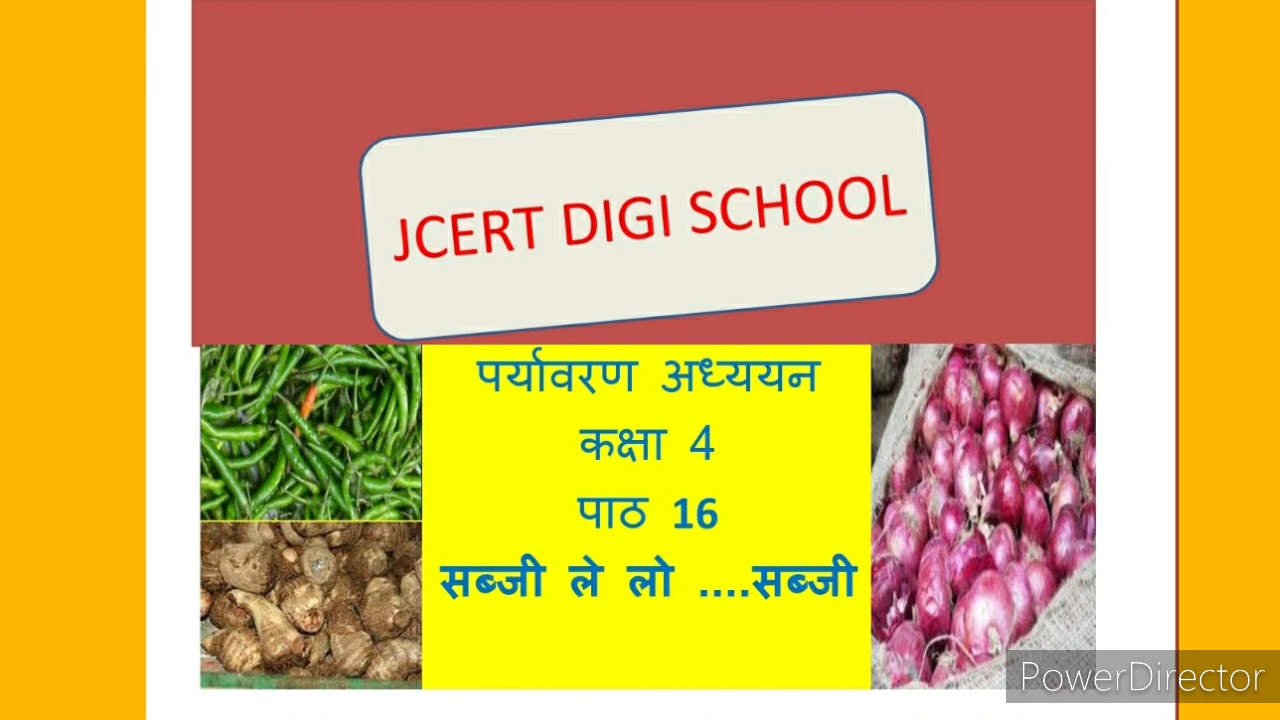 JCERT DIGI SCHOOL
पर्यावरण अध्ययन
कक्षा 4
पाठ 16
सब्जी ले लो ....सब्जी
PowerDirector